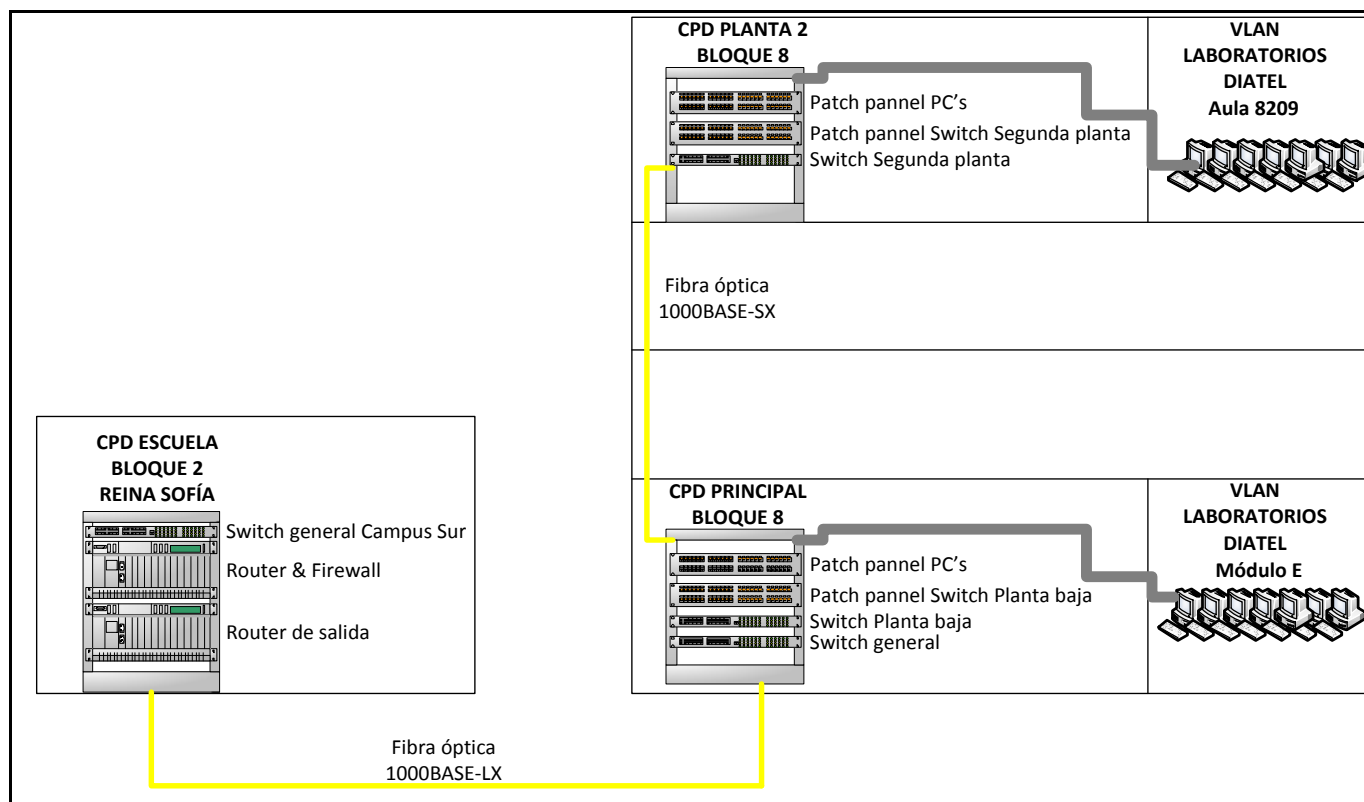 CPD PLANTA 2
BLOQUE 8
Patch pannel PC’s
Patch pannel Switch Segunda planta
Switch Segunda planta
VLAN
LABORATORIOS
DIATEL
Aula 8209
Fibra óptica
1000BASE-SX
CPD ESCUELA
BLOQUE 2
REINA SOFÍA
Switch general Campus Sur
Router & Firewall
Router de salida
CPD PRINCIPAL
BLOQUE 8
Patch pannel PC’s
Patch pannel Switch Planta baja
Switch Planta baja
Switch general
VLAN
LABORATORIOS
DIATEL
Módulo E
Fibra óptica
1000BASE-LX